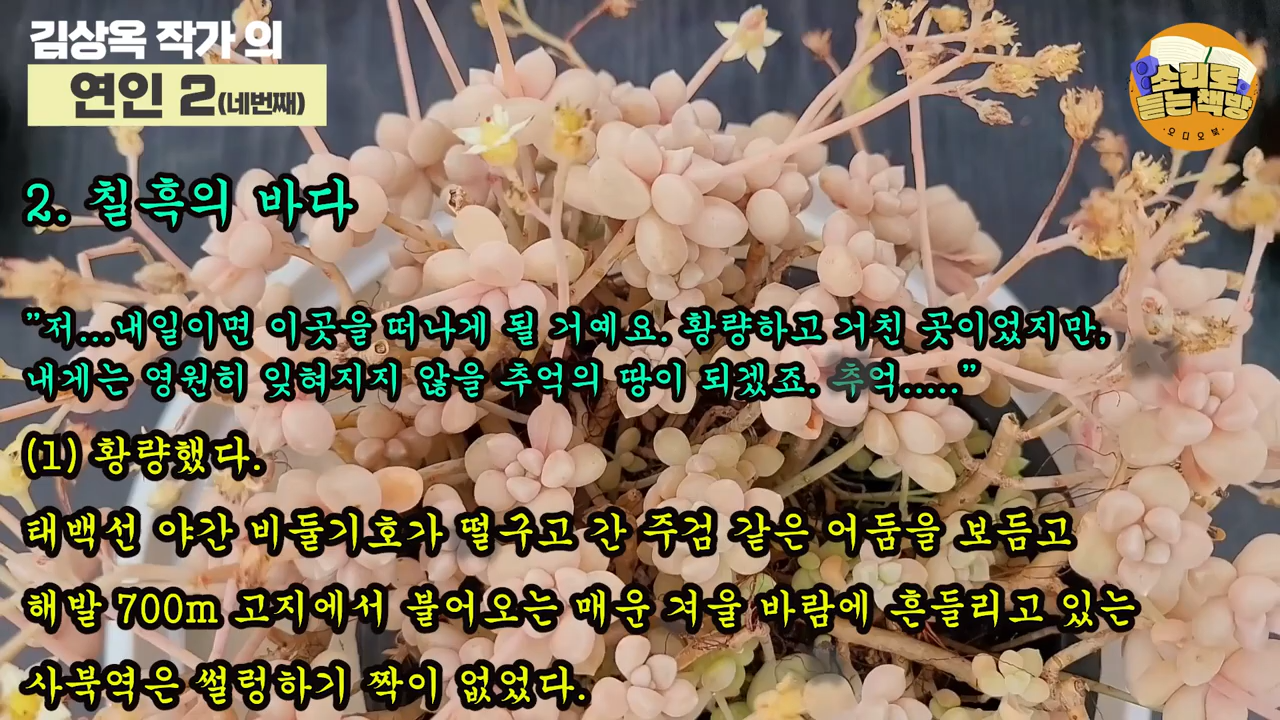 김상옥 작가 의
연인 2(네번째)
소리로
듣는 책방
·오디오북·
2. 칠흑의 바다
"저...내일이면 이곳을 떠나게 될 거예요. 황량하고 거친 곳이었지만,
내게는 영원히 잊혀지지 않을 추억의 땅이 되겠죠. 추억....."
(1) 황량했다.
태백선 야간 비둘기호가 떨구고 간 주검 같은 어둠을 보듬고
해발 700m 고지에서 불어오는 매운 겨울 바람에 흔들리고 있는
사북역은 썰렁하기 짝이 없었다.